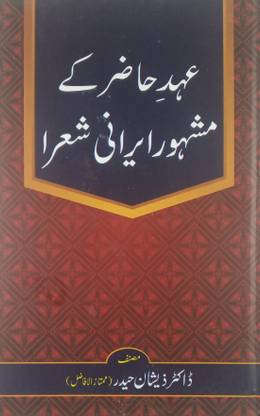 عہدِ حاضر کے
مشہور ایرانی شعرا
مصنف
ڈاکٹر ذیشان حیدر (ممتاز الافاضل)